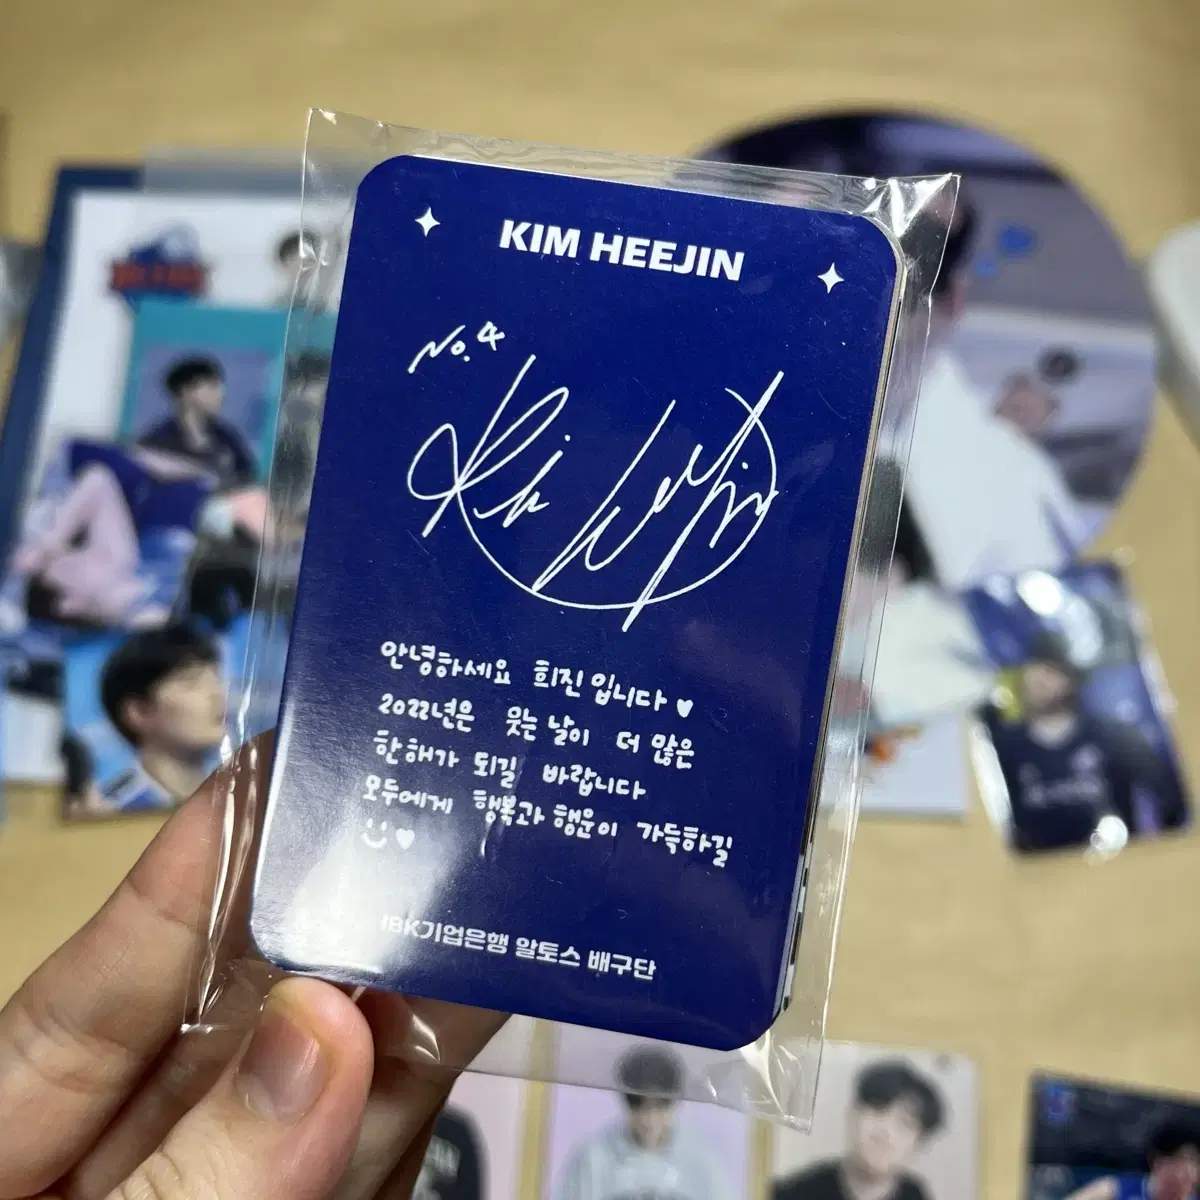 KIM HEEJIN
No.4
Kim HeeJin
안녕하세요 희진입니다♥
2022년은 웃는 날이 더 많은
한해가 되길 바랍니다
모두에게 행복과 행운이 가득하길
IBK기업은행 알토스 배구단